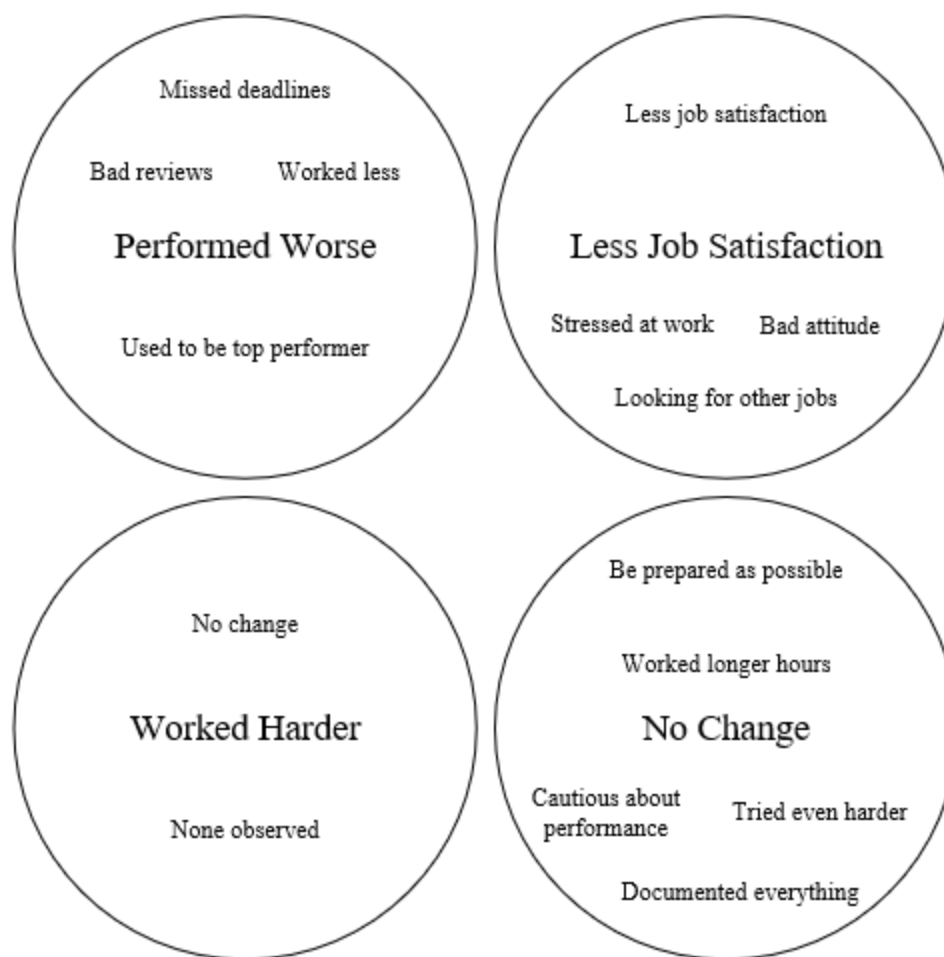 Missed deadlines
Bad reviews
Worked less
Performed Worse
Used to be top performer
Less job satisfaction
Less Job Satisfaction
Stressed at work
Bad attitude
Looking for other jobs
No change
Worked Harder
None observed
Be prepared as possible
Worked longer hours
No Change
Cautious about
performance
Tried even harder
Documented everything